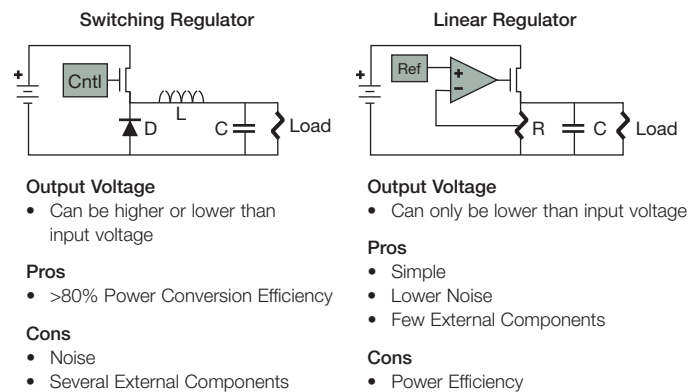 Switching Regulator
+
Cntl
D
L
C
Load
Output Voltage
• Can be higher or lower than
input voltage
Pros
• >80% Power Conversion Efficiency
Cons
• Noise
• Several External Components
Linear Regulator
+
Ref
+
–
R
C
Load
Output Voltage
• Can only be lower than input voltage
Pros
• Simple
• Lower Noise
• Few External Components
Cons
• Power Efficiency